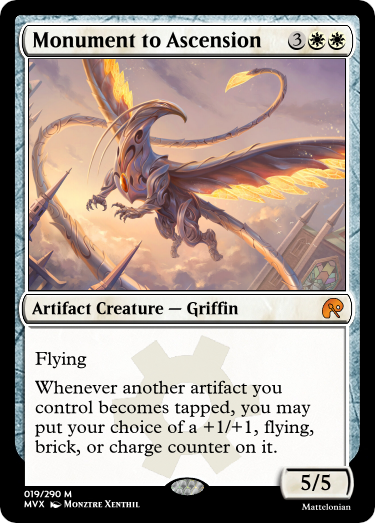 Monument to Ascension 3
Artifact Creature — Griffin
Flying
Whenever another artifact you
control becomes tapped, you may
put your choice of a +1/+1, flying,
brick, or charge counter on it.
5/5
019/290 M
MVX Monztre Xenthil
Mattelonian